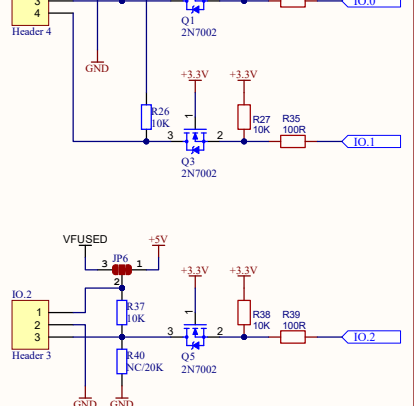 3
4
Header 4
GND
Q1
2N7002
IO.0
+3.3V
+3.3V
R26
10K
1
3
2
Q3
2N7002
R27
10K
R35
100R
IO.1
VFUSED
+5V
JP6
3
1
2
IO.2
1
2
3
Header 3
R37
10K
R40
NC/20K
GND
GND
+3.3V
+3.3V
1
3
2
Q5
2N7002
R38
10K
R39
100R
IO.2